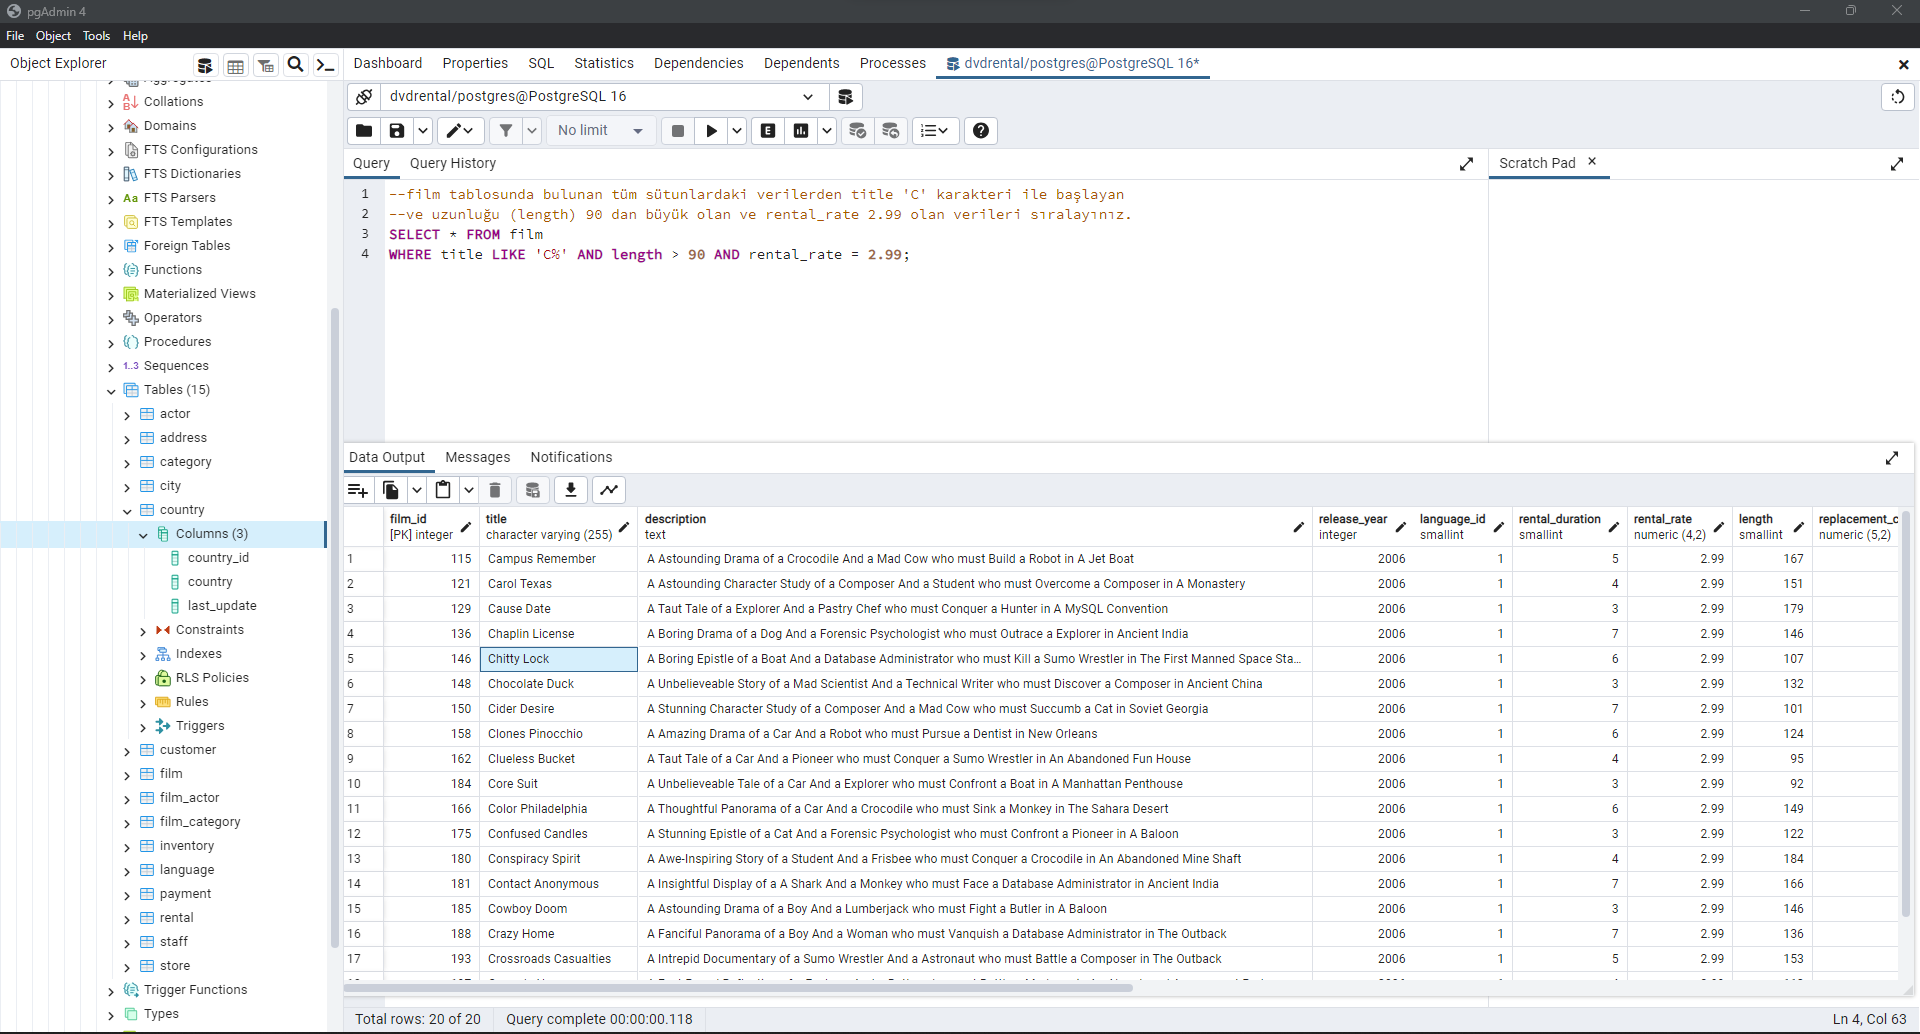 pgAdmin 4
File Object Tools Help
Object Explorer
Dashboard Properties SQL Statistics Dependencies Dependents Processes dvdrental/postgres@PostgreSQL 16*
Aggregates
Collations
Domains
FTS Configurations
FTS Dictionaries
Aa FTS Parsers
FTS Templates
Foreign Tables
Functions
Materialized Views
Operators
Procedures
1..3 Sequences
Tables (15)
actor
address
category
city
country
Columns (3)
country_id
country
last_update
Constraints
Indexes
RLS Policies
Rules
Triggers
customer
film
film_actor
film_category
inventory
language
payment
rental
staff
store
Trigger Functions
Types
dvdrental/postgres@PostgreSQL 16
No limit
E
Query Query History
Scratch Pad
1 --film tablosunda bulunan tüm sütunlardaki verilerden title 'C' karakteri ile başlayan
2 --ve uzunluğu (length) 90 dan büyük olan ve rental_rate 2.99 olan verileri sıralayınız.
3 SELECT * FROM film
4 WHERE title LIKE 'C%' AND length > 90 AND rental_rate = 2.99;
Data Output Messages Notifications
film_id title description release_year language_id rental_duration rental_rate length replacement_c
[PK] integer character varying (255) text integer smallint smallint numeric (4,2) smallint numeric (5,2)
1 115 Campus Remember A Astounding Drama of a Crocodile And a Mad Cow who must Build a Robot in A Jet Boat 2006 1 5 2.99 167
2 121 Carol Texas A Astounding Character Study of a Composer And a Student who must Overcome a Composer in A Monastery 2006 1 4 2.99 151
3 129 Cause Date A Taut Tale of a Explorer And a Pastry Chef who must Conquer a Hunter in A MySQL Convention 2006 1 3 2.99 179
4 136 Chaplin License A Boring Drama of a Dog And a Forensic Psychologist who must Outrace a Explorer in Ancient India 2006 1 7 2.99 146
5 146 Chitty Lock A Boring Epistle of a Boat And a Database Administrator who must Kill a Sumo Wrestler in The First Manned Space Sta... 2006 1 6 2.99 107
6 148 Chocolate Duck A Unbelieveable Story of a Mad Scientist And a Technical Writer who must Discover a Composer in Ancient China 2006 1 3 2.99 132
7 150 Cider Desire A Stunning Character Study of a Composer And a Mad Cow who must Succumb a Cat in Soviet Georgia 2006 1 7 2.99 101
8 158 Clones Pinocchio A Amazing Drama of a Car And a Robot who must Pursue a Dentist in New Orleans 2006 1 6 2.99 124
9 162 Clueless Bucket A Taut Tale of a Car And a Pioneer who must Conquer a Sumo Wrestler in An Abandoned Fun House 2006 1 4 2.99 95
10 184 Core Suit A Unbelieveable Tale of a Car And a Explorer who must Confront a Boat in A Manhattan Penthouse 2006 1 3 2.99 92
11 166 Color Philadelphia A Thoughtful Panorama of a Car And a Crocodile who must Sink a Monkey in The Sahara Desert 2006 1 6 2.99 149
12 175 Confused Candles A Stunning Epistle of a Cat And a Forensic Psychologist who must Confront a Pioneer in A Baloon 2006 1 3 2.99 122
13 180 Conspiracy Spirit A Awe-Inspiring Story of a Student And a Frisbee who must Conquer a Crocodile in An Abandoned Mine Shaft 2006 1 4 2.99 184
14 181 Contact Anonymous A Insightful Display of a A Shark And a Monkey who must Face a Database Administrator in Ancient India 2006 1 7 2.99 166
15 185 Cowboy Doom A Astounding Drama of a Boy And a Lumberjack who must Fight a Butler in A Baloon 2006 1 3 2.99 146
16 188 Crazy Home A Fanciful Panorama of a Boy And a Woman who must Vanquish a Database Administrator in The Outback 2006 1 7 2.99 136
17 193 Crossroads Casualties A Intrepid Documentary of a Sumo Wrestler And a Astronaut who must Battle a Composer in The Outback 2006 1 5 2.99 153
Total rows: 20 of 20 Query complete 00:00:00.118 Ln 4, Col 63